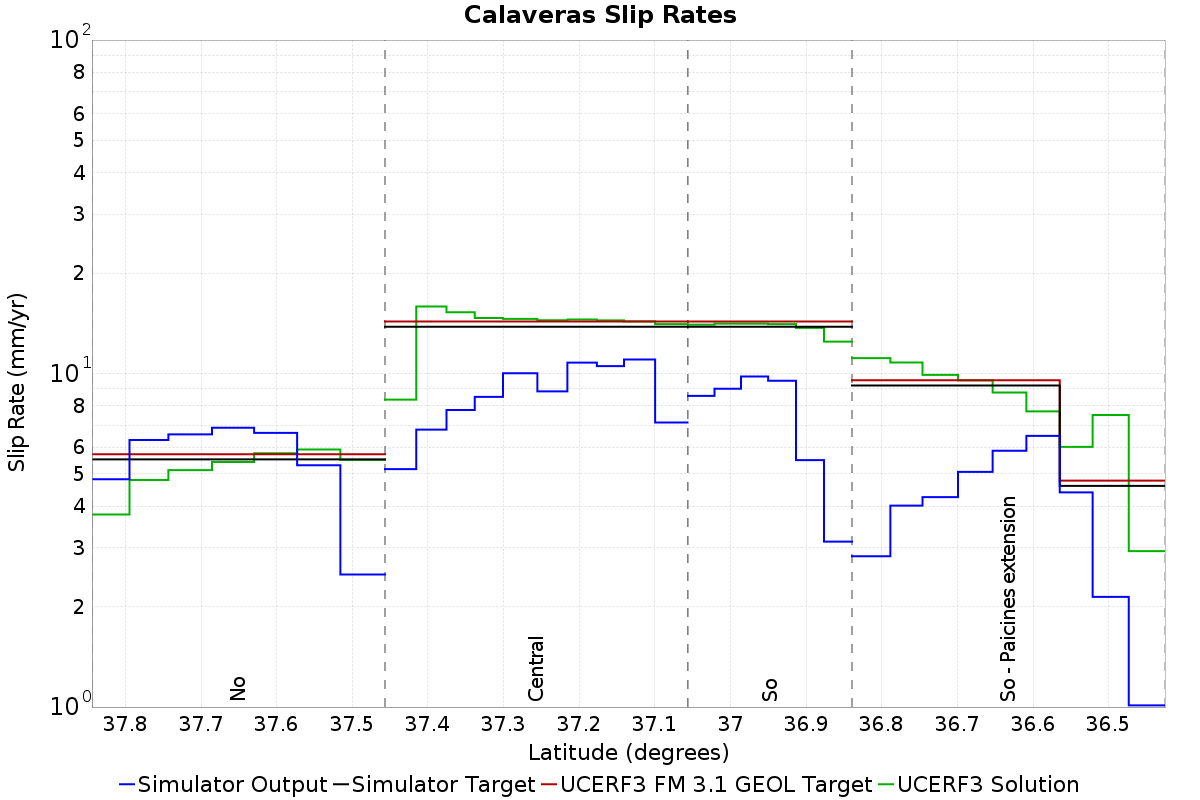 Calaveras Slip Rates
Slip Rate (mm/yr)
10^2
8
6
5
4
3
2
10^1
8
6
5
4
3
2
10^0
No
Central
So
So - Paicines extension
37.8 37.7 37.6 37.5 37.4 37.3 37.2 37.1 37 36.9 36.8 36.7 36.6 36.5
Latitude (degrees)
Simulator Output Simulator Target UCERF3 FM 3.1 GEOL Target UCERF3 Solution